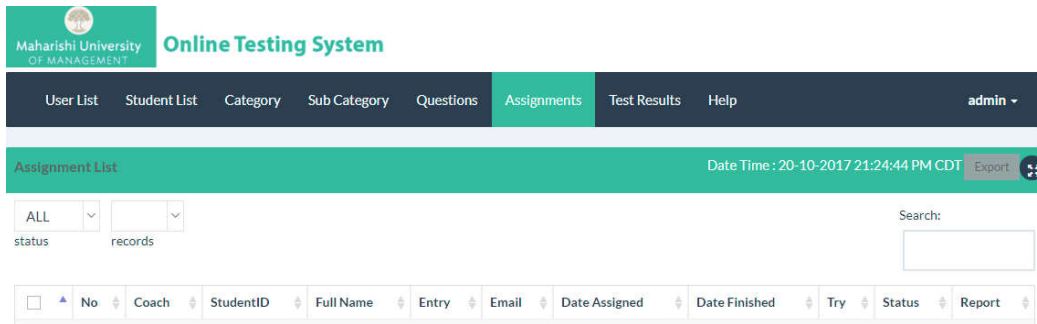 Maharishi University
OF MANAGEMENT
Online Testing System
User List Student List Category Sub Category Questions Assignments Test Results Help admin
Assignment List Date Time : 20-10-2017 21:24:44 PM CDT Export
ALL Search:
status records
No Coach StudentID Full Name Entry Email Date Assigned Date Finished Try Status Report